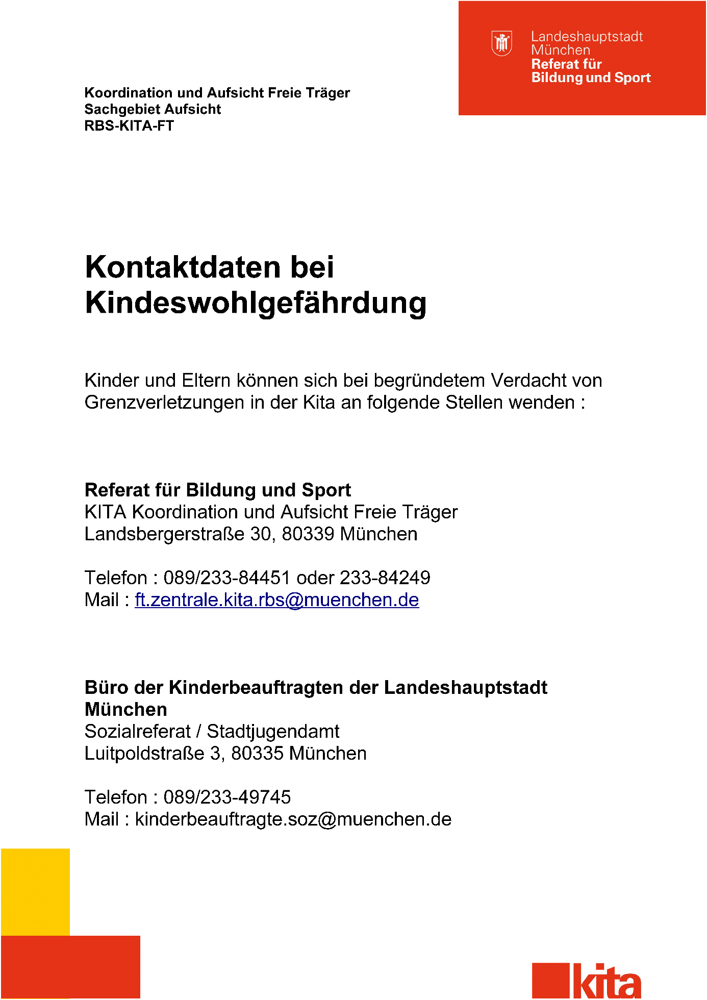 Landeshauptstadt
München
Referat für
Bildung und Sport
Koordination und Aufsicht Freie Träger
Sachgebiet Aufsicht
RBS-KITA-FT
Kontaktdaten bei
Kindeswohlgefährdung
Kinder und Eltern können sich bei begründetem Verdacht von
Grenzverletzungen in der Kita an folgende Stellen wenden :
Referat für Bildung und Sport
KITA Koordination und Aufsicht Freie Träger
Landsbergerstraße 30, 80339 München
Telefon : 089/233-84451 oder 233-84249
Mail : ft.zentrale.kita.rbs@muenchen.de
Büro der Kinderbeauftragten der Landeshauptstadt
München
Sozialreferat / Stadtjugendamt
Luitpoldstraße 3, 80335 München
Telefon : 089/233-49745
Mail : kinderbeauftragte.soz@muenchen.de
kita